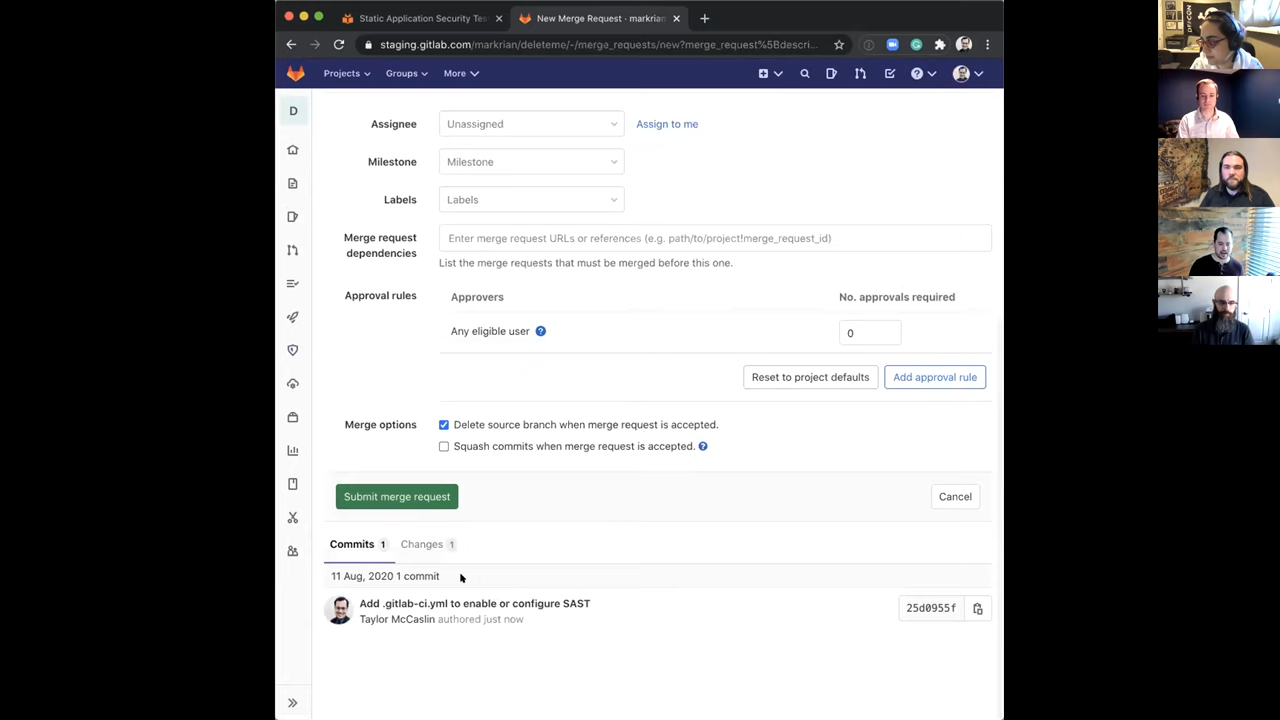 Static Application Security Tes
New Merge Request · markrian
staging.gitlab.com/markrian/deleteme/-/merge_requests/new?merge_request%5Bdescri...
Projects
Groups
More
D
Assignee
Unassigned
Assign to me
Milestone
Milestone
Labels
Labels
Merge request
dependencies
Enter merge request URLs or references (e.g. path/to/project!merge_request_id)
List the merge requests that must be merged before this one.
Approval rules
Approvers
No. approvals required
Any eligible user
0
Reset to project defaults
Add approval rule
Merge options
Delete source branch when merge request is accepted.
Squash commits when merge request is accepted.
Submit merge request
Cancel
Commits 1
Changes 1
11 Aug, 2020 1 commit
Add .gitlab-ci.yml to enable or configure SAST
25d0955f
Taylor McCaslin authored just now